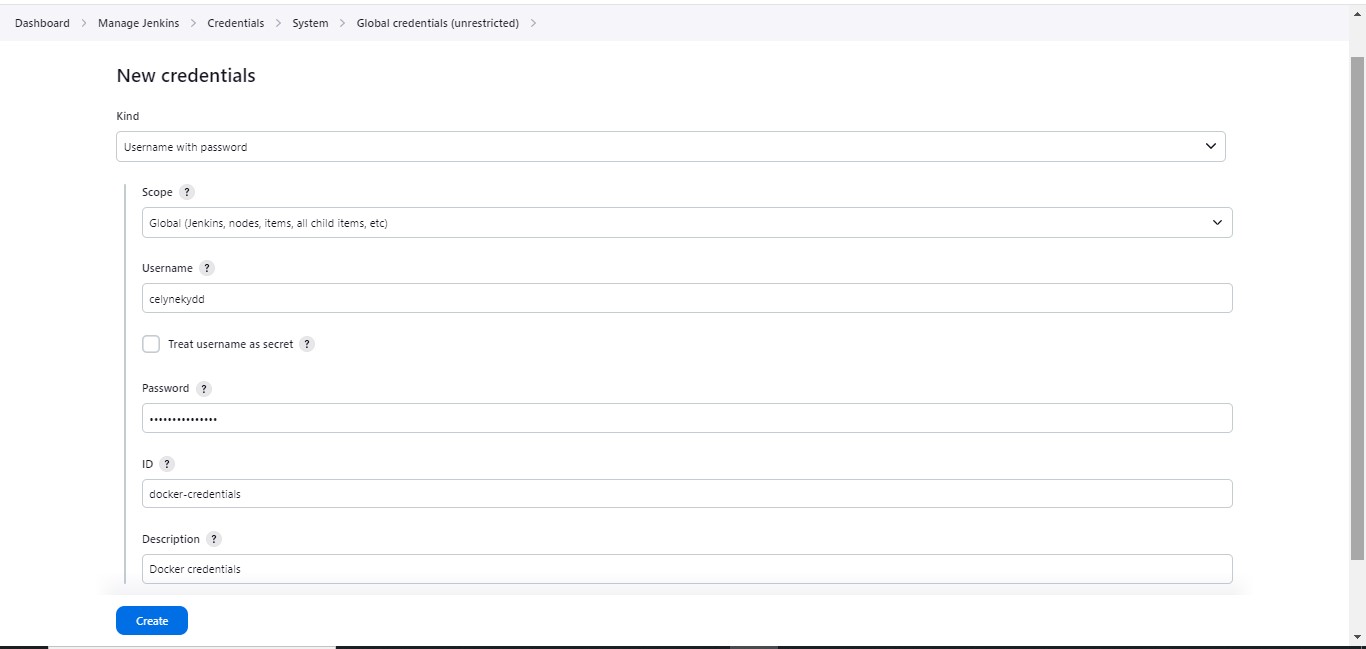 Dashboard > Manage Jenkins > Credentials > System > Global credentials (unrestricted) >
New credentials
Kind
Username with password
Scope ?
Global (Jenkins, nodes, items, all child items, etc)
Username ?
celynekydd
Treat username as secret ?
Password ?
•••••••••••••••
ID ?
docker-credentials
Description ?
Docker credentials
Create